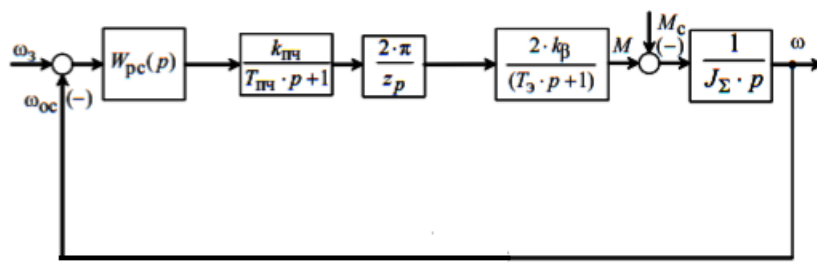 ω_з
ω_ос (−)
W_рс(p)
k_пч
T_пч · p + 1
2 · π
z_p
2 · k_β
(T_э · p + 1)
M
M_с
(−)
1
J_Σ · p
ω